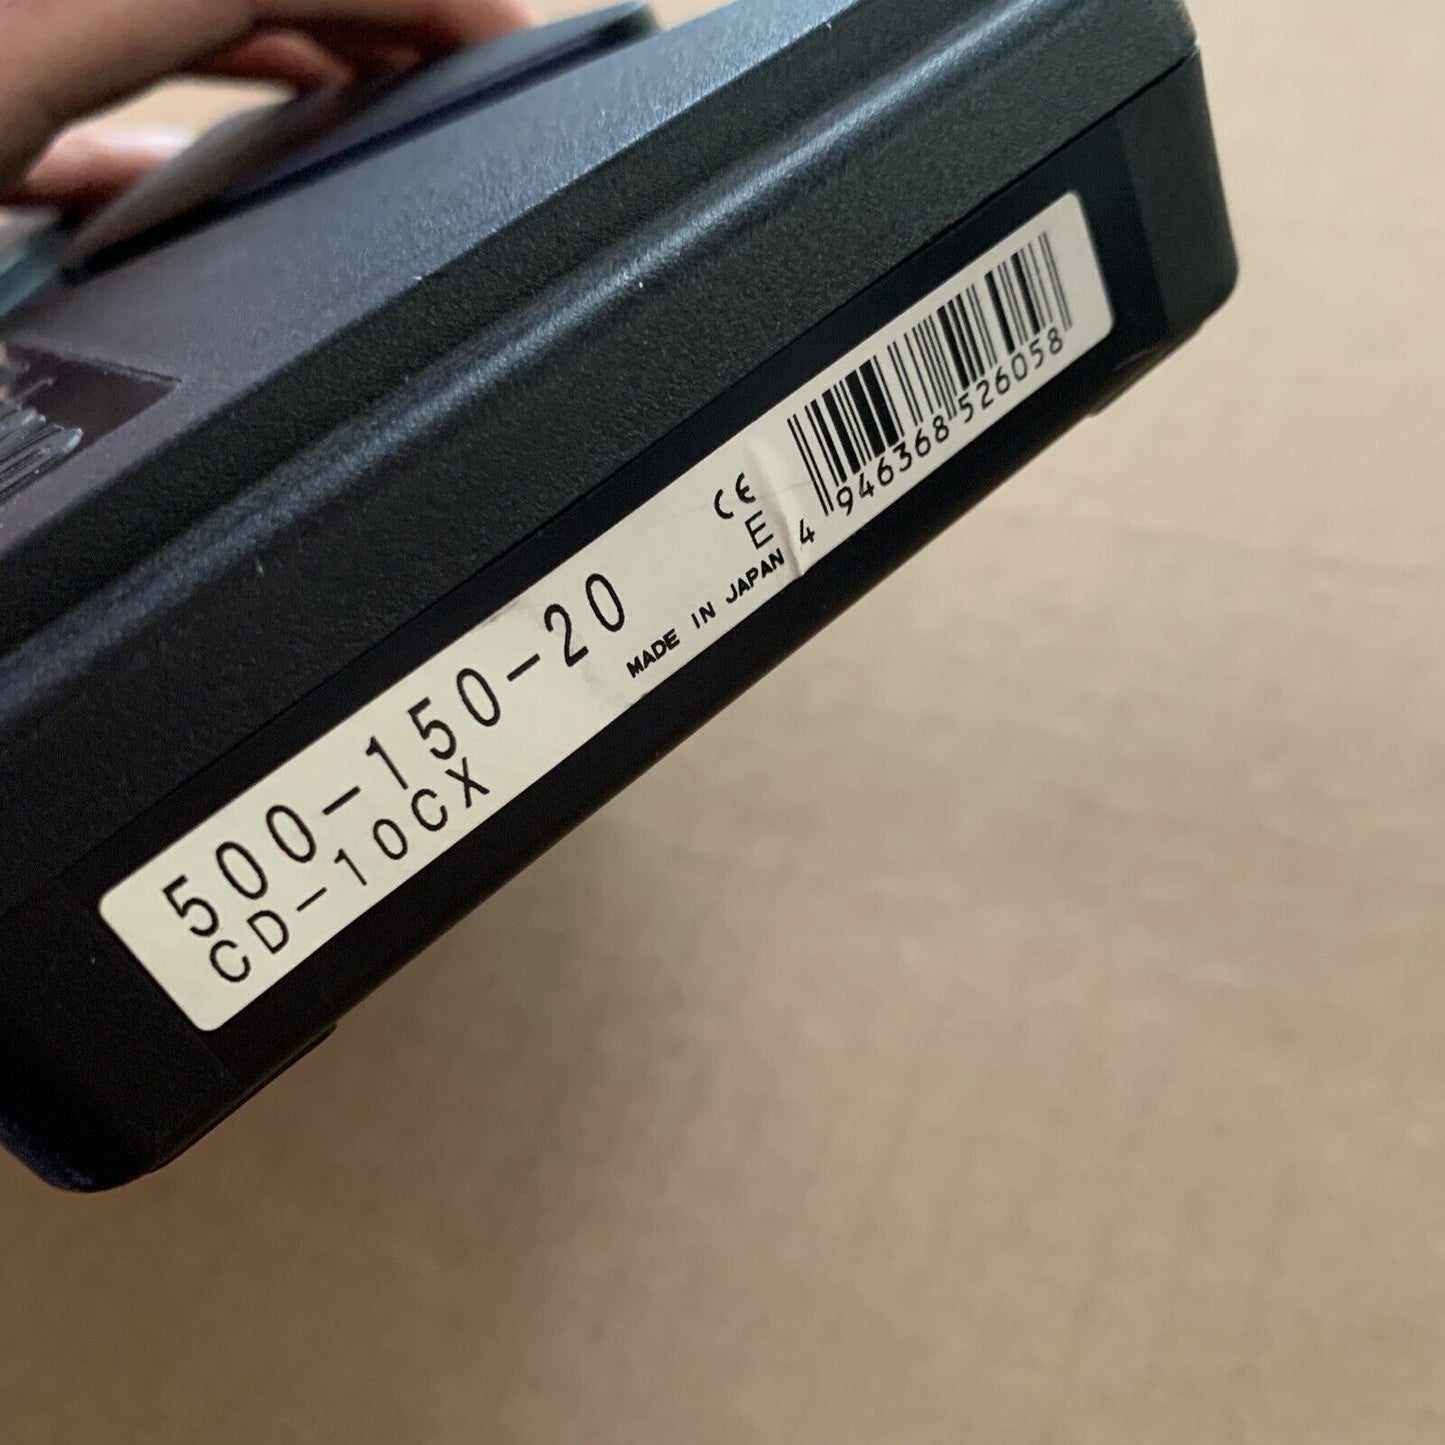 500-150-20
CD-10CX
CE
E
MADE IN JAPAN
4 946368 526058